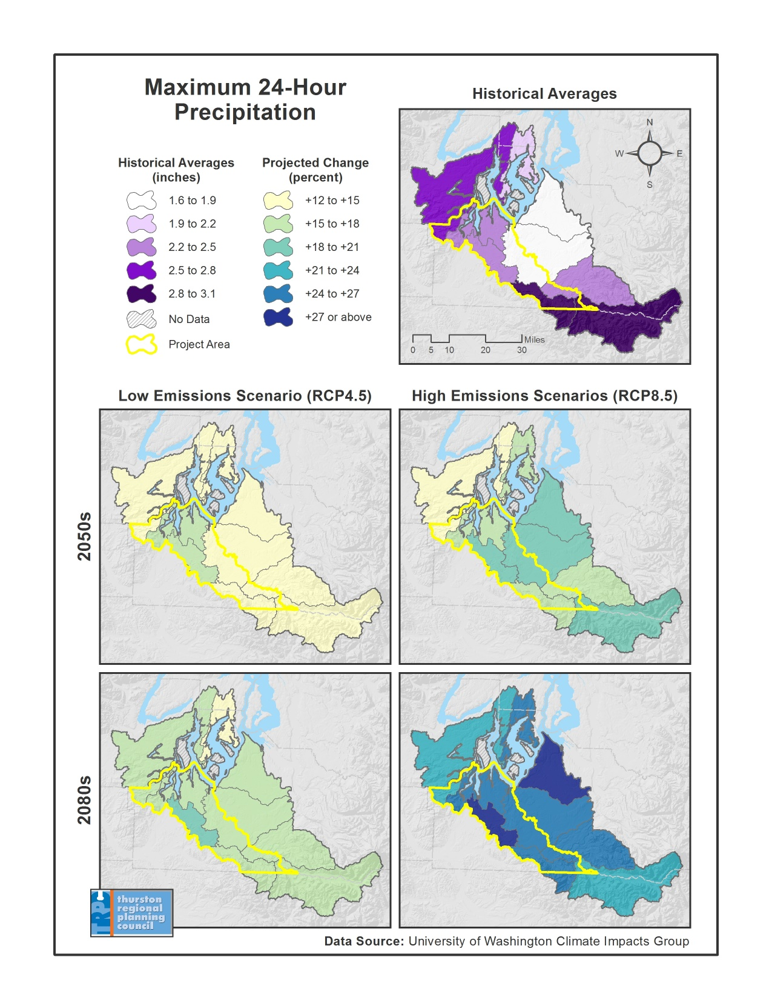 Maximum 24-Hour
Precipitation
Historical Averages
(inches)
1.6 to 1.9
1.9 to 2.2
2.2 to 2.5
2.5 to 2.8
2.8 to 3.1
No Data
Project Area
Projected Change
(percent)
+12 to +15
+15 to +18
+18 to +21
+21 to +24
+24 to +27
+27 or above
Historical Averages
N
W
E
S
Miles
0 5 10 20 30
Low Emissions Scenario (RCP4.5)
High Emissions Scenarios (RCP8.5)
2050s
2080s
TRPC
thurston
regional
planning
council
Data Source: University of Washington Climate Impacts Group